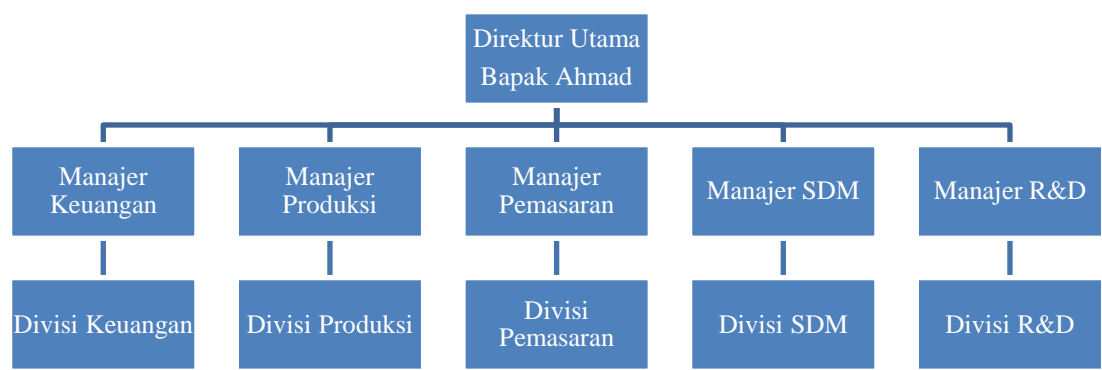 Direktur Utama
Bapak Ahmad
Manajer
Keuangan
Manajer
Produksi
Manajer
Pemasaran
Manajer SDM
Manajer R&D
Divisi Keuangan
Divisi Produksi
Divisi
Pemasaran
Divisi SDM
Divisi R&D